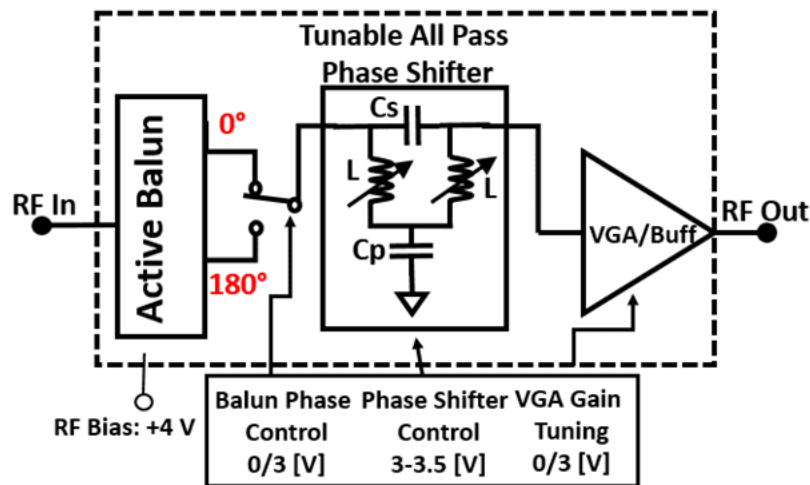 Tunable All Pass
Phase Shifter
Active Balun
0°
180°
RF In
Cs
L
L
Cp
VGA/Buff
RF Out
RF Bias: +4 V
Balun Phase
Control
0/3 [V]
Phase Shifter
Control
3-3.5 [V]
VGA Gain
Tuning
0/3 [V]